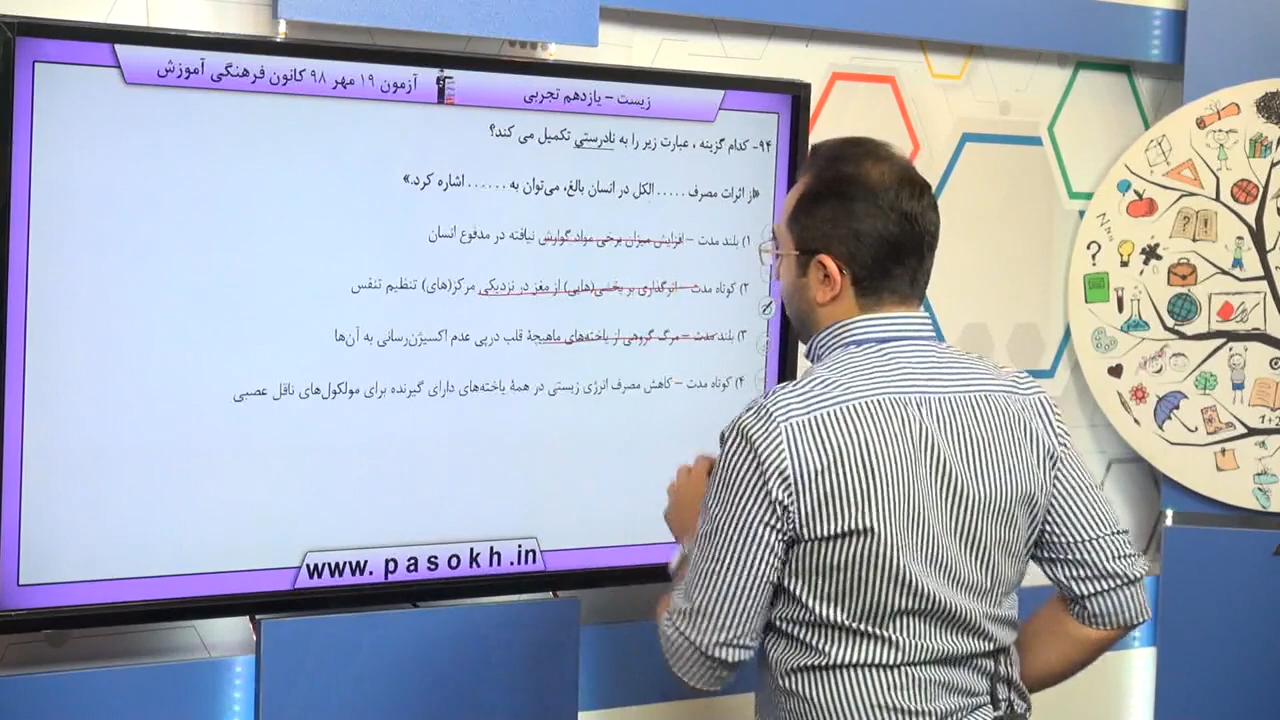 آزمون ۱۹ مهر ۹۸ کانون فرهنگی آموزش
زیست - یازدهم تجربی
۹۴- کدام گزینه ، عبارت زیر را به نادرستی تکمیل می کند؟
«از اثرات مصرف ..... الکل در انسان بالغ، می‌توان به ...... اشاره کرد.»
۱) بلند مدت - افزایش میزان برخی مواد گوارش نیافته در مدفوع انسان
۲) کوتاه مدت - اثرگذاری بر بخشی(هایی) از مغز در نزدیکی مرکز(های) تنظیم تنفس
۳) بلند مدت - مرگ گروهی از یاخته‌های ماهیچهٔ قلب درپی عدم اکسیژن‌رسانی به آن‌ها
۴) کوتاه مدت - کاهش مصرف انرژی زیستی در همهٔ یاخته‌های دارای گیرنده برای مولکول‌های ناقل عصبی
www.pasokh.in